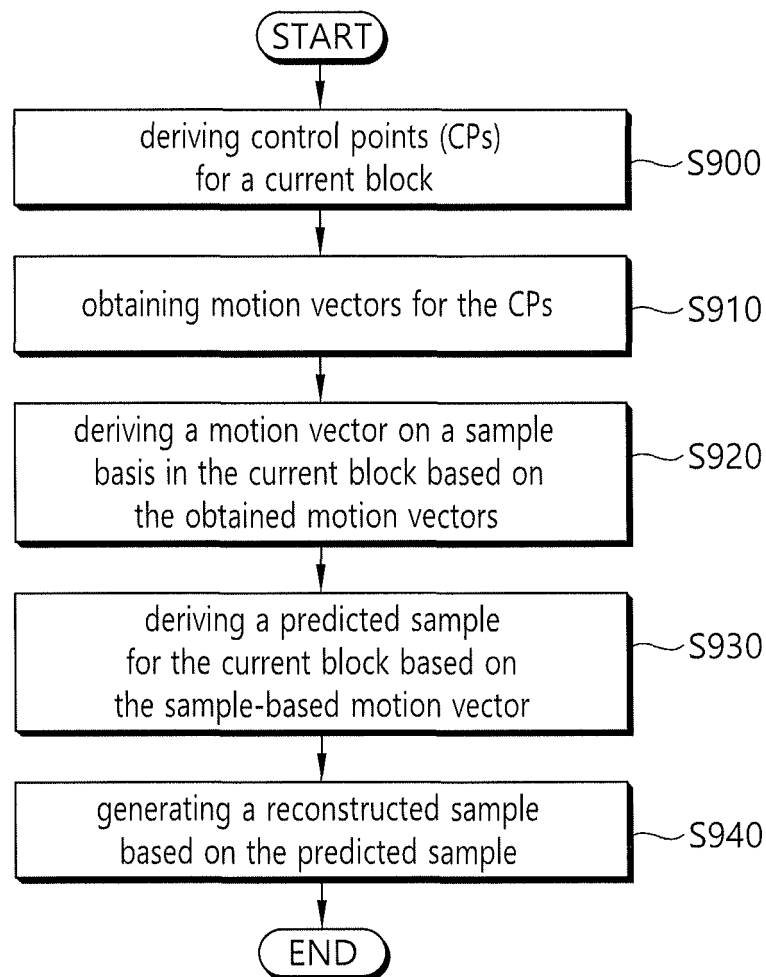 START
deriving control points (CPs)
for a current block
S900
obtaining motion vectors for the CPs
S910
deriving a motion vector on a sample
basis in the current block based on
the obtained motion vectors
S920
deriving a predicted sample
for the current block based on
the sample-based motion vector
S930
generating a reconstructed sample
based on the predicted sample
S940
END